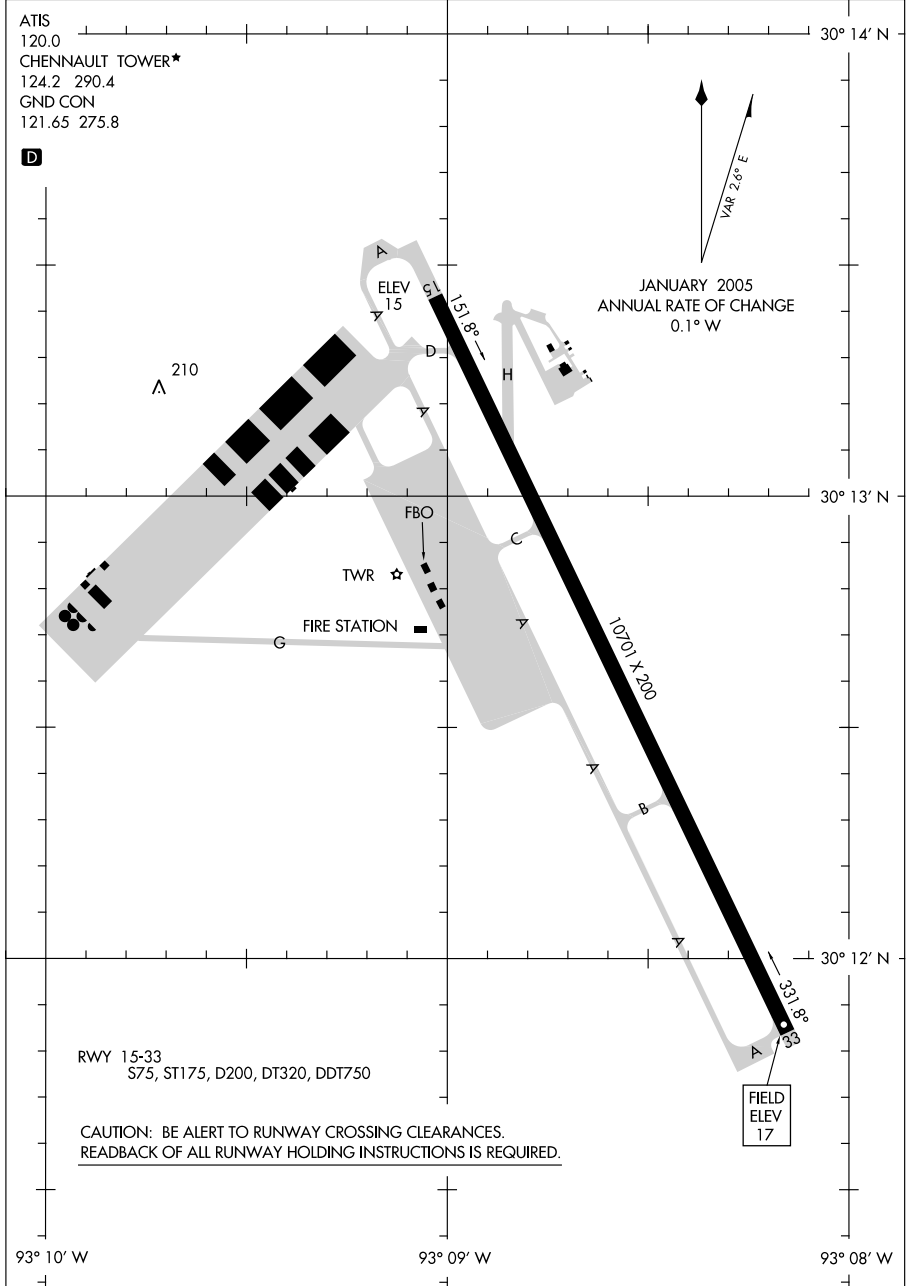 ATIS
120.0
CHENNAULT TOWER★
124.2 290.4
GND CON
121.65 275.8
D
30° 14' N
VAR 2.6° E
JANUARY 2005
ANNUAL RATE OF CHANGE
0.1° W
A
ELEV
15
A
15
151.8°
D
H
210
A
30° 13' N
FBO
C
TWR
FIRE STATION
A
G
10701 X 200
A
B
A
30° 12' N
331.8°
33
A
RWY 15-33
S75, ST175, D200, DT320, DDT750
FIELD
ELEV
17
CAUTION: BE ALERT TO RUNWAY CROSSING CLEARANCES.
READBACK OF ALL RUNWAY HOLDING INSTRUCTIONS IS REQUIRED.
93° 10' W
93° 09' W
93° 08' W